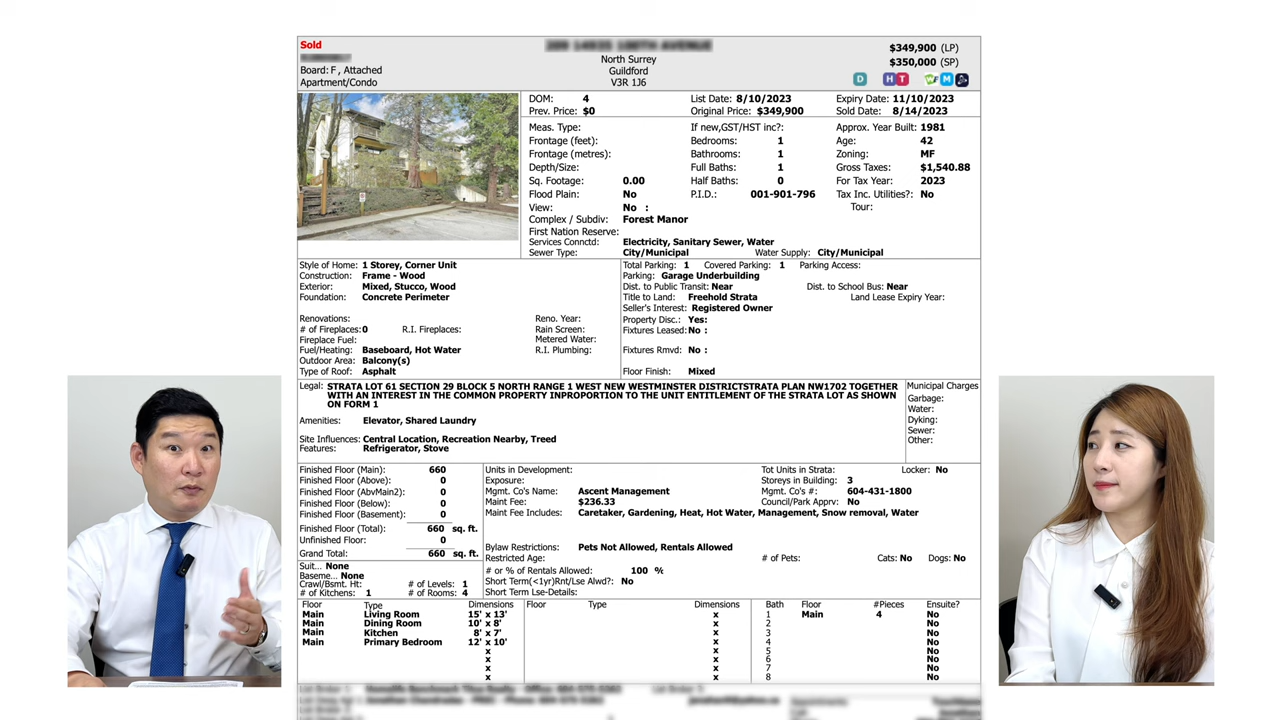 Sold
$349,900 (LP)
North Surrey
$350,000 (SP)
Board: F, Attached
Guildford
Apartment/Condo
V3R 1J6
D H T WF M
DOM: 4 List Date: 8/10/2023 Expiry Date: 11/10/2023
Prev. Price: $0 Original Price: $349,900 Sold Date: 8/14/2023
Meas. Type: If new,GST/HST inc?: Approx. Year Built: 1981
Frontage (feet): Bedrooms: 1 Age: 42
Frontage (metres): Bathrooms: 1 Zoning: MF
Depth/Size: Full Baths: 1 Gross Taxes: $1,540.88
Sq. Footage: 0.00 Half Baths: 0 For Tax Year: 2023
Flood Plain: No P.I.D.: 001-901-796 Tax Inc. Utilities?: No
View: No : Tour:
Complex / Subdiv: Forest Manor
First Nation Reserve:
Services Connctd: Electricity, Sanitary Sewer, Water
Sewer Type: City/Municipal Water Supply: City/Municipal
Style of Home: 1 Storey, Corner Unit Total Parking: 1 Covered Parking: 1 Parking Access:
Construction: Frame - Wood Parking: Garage Underbuilding
Exterior: Mixed, Stucco, Wood Dist. to Public Transit: Near Dist. to School Bus: Near
Foundation: Concrete Perimeter Title to Land: Freehold Strata Land Lease Expiry Year:
Seller's Interest: Registered Owner
Renovations: Reno. Year: Property Disc.: Yes:
# of Fireplaces:0 R.I. Fireplaces: Rain Screen: Fixtures Leased:No :
Fireplace Fuel: Metered Water:
Fuel/Heating: Baseboard, Hot Water R.I. Plumbing: Fixtures Rmvd: No :
Outdoor Area: Balcony(s)
Type of Roof: Asphalt Floor Finish: Mixed
Legal: STRATA LOT 61 SECTION 29 BLOCK 5 NORTH RANGE 1 WEST NEW WESTMINSTER DISTRICTSTRATA PLAN NW1702 TOGETHER
WITH AN INTEREST IN THE COMMON PROPERTY INPROPORTION TO THE UNIT ENTITLEMENT OF THE STRATA LOT AS SHOWN
ON FORM 1
Municipal Charges
Garbage:
Water:
Dyking:
Sewer:
Other:
Amenities: Elevator, Shared Laundry
Site Influences: Central Location, Recreation Nearby, Treed
Features: Refrigerator, Stove
Finished Floor (Main): 660 Units in Development: Tot Units in Strata: Locker: No
Finished Floor (Above): 0 Exposure: Storeys in Building: 3
Finished Floor (AbvMain2): 0 Mgmt. Co's Name: Ascent Management Mgmt. Co's #: 604-431-1800
Finished Floor (Below): 0 Maint Fee: $236.33 Council/Park Apprv: No
Finished Floor (Basement): 0 Maint Fee Includes: Caretaker, Gardening, Heat, Hot Water, Management, Snow removal, Water
Finished Floor (Total): 660 sq. ft.
Unfinished Floor: 0
Grand Total: 660 sq. ft. Bylaw Restrictions: Pets Not Allowed, Rentals Allowed
Restricted Age: # of Pets: Cats: No Dogs: No
Suit... None # or % of Rentals Allowed: 100 %
Baseme... None
Crawl/Bsmt. Ht: # of Levels: 1 Short Term(<1yr)Rnt/Lse Alwd?: No
# of Kitchens: 1 # of Rooms: 4 Short Term Lse-Details:
Floor Type Dimensions Floor Type Dimensions Bath Floor #Pieces Ensuite?
Main Living Room 15' x 13' x 1 Main 4 No
Main Dining Room 10' x 8' x 2 No
Main Kitchen 8' x 7' x 3 No
Main Primary Bedroom 12' x 10' x 4 No
x x 5 No
x x 6 No
x x 7 No
x x 8 No